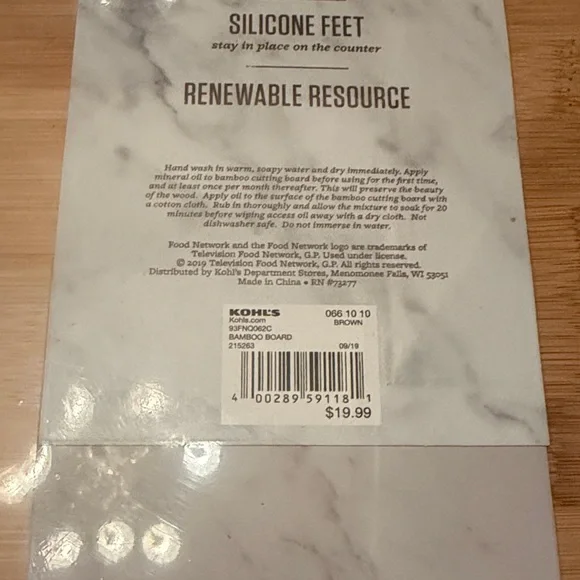 SILICONE FEET
stay in place on the counter
RENEWABLE RESOURCE
Hand wash in warm, soapy water and dry immediately. Apply
mineral oil to bamboo cutting board before using for the first time,
and at least once per month thereafter. This will preserve the beauty
of the wood. Apply oil to the surface of the bamboo cutting board with
a cotton cloth. Rub in thoroughly and allow the mixture to soak for 20
minutes before wiping access oil away with a dry cloth. Not
dishwasher safe. Do not immerse in water.
Food Network and the Food Network logo are trademarks of
Television Food Network, G.P. Used under license.
© 2019 Television Food Network, G.P. All rights reserved.
Distributed by Kohl's Department Stores, Menomonee Falls, WI 53051
Made in China • RN #73277
KOHL'S 066 10 10
Kohls.com BROWN
93FNO062C
BAMBOO BOARD
215263 09/19
4 00289 59118 1
$19.99